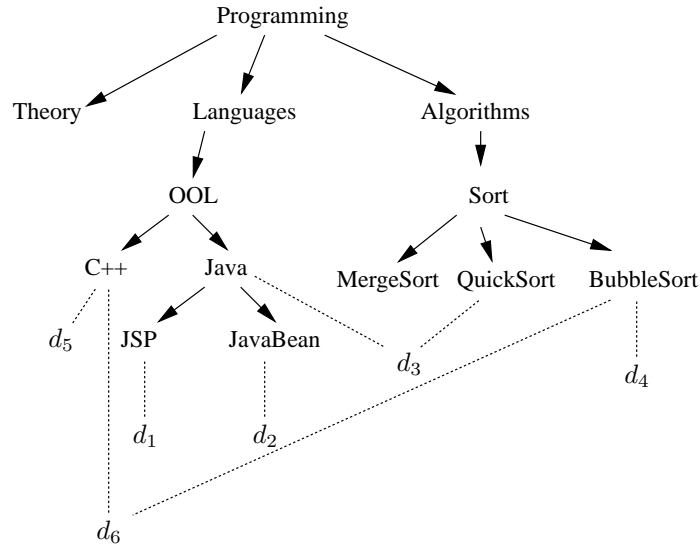 Programming
Theory Languages Algorithms
OOL Sort
C++ Java MergeSort QuickSort BubbleSort
d5 JSP JavaBean d3 d4
d1 d2
d6